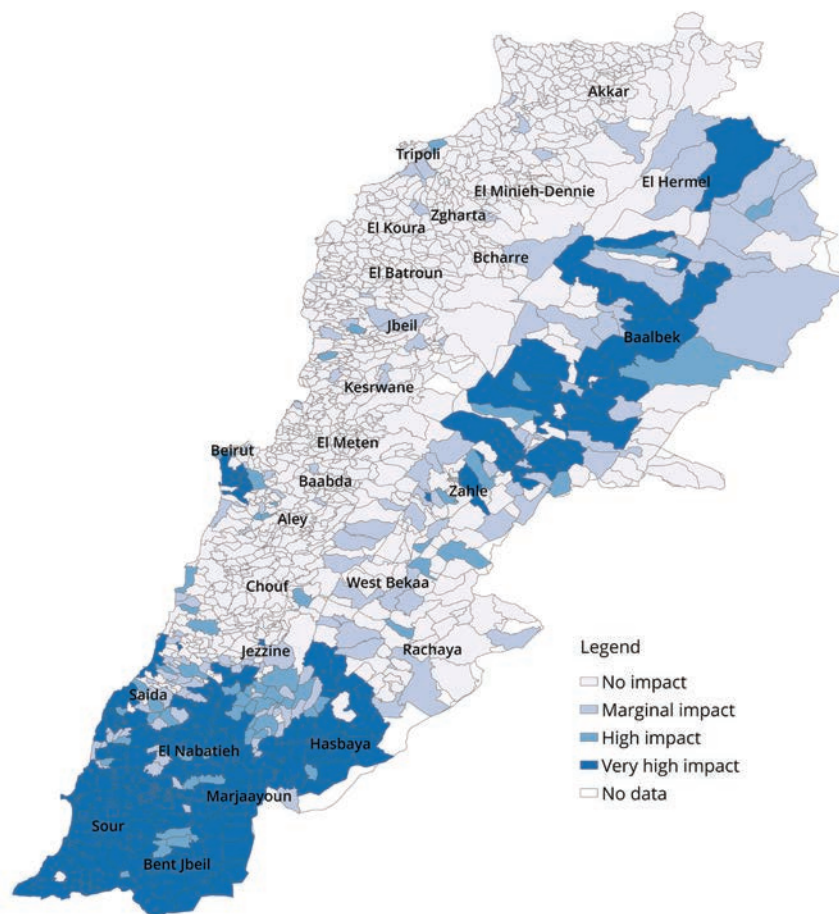 Akkar
Tripoli
El Hermel
El Minieh-Dennie
Zgharta
El Koura
Bcharre
El Batroun
Jbeil
Baalbek
Kesrwane
El Meten
Beirut
Baabda
Zahle
Aley
West Bekaa
Chouf
Jezzine
Rachaya
Saida
El Nabatieh
Hasbaya
Marjaayoun
Sour
Bent Jbeil
Legend
No impact
Marginal impact
High impact
Very high impact
No data